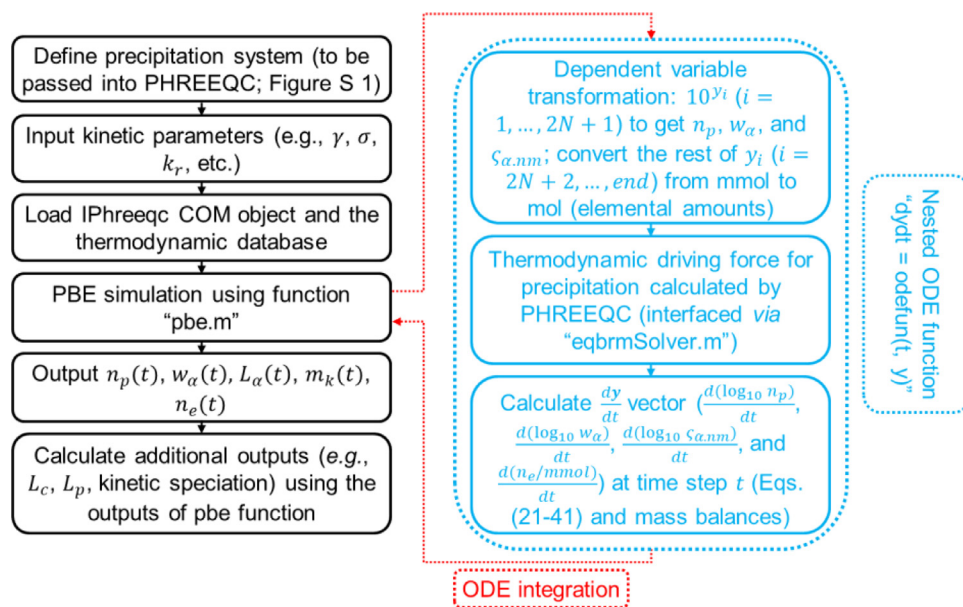 Define precipitation system (to be
passed into PHREEQC; Figure S 1)
Input kinetic parameters (e.g., γ, σ,
k_r, etc.)
Load IPhreeqc COM object and the
thermodynamic database
PBE simulation using function
“pbe.m”
Output n_p(t), w_α(t), L_α(t), m_k(t),
n_e(t)
Calculate additional outputs (e.g.,
L_c, L_p, kinetic speciation) using the
outputs of pbe function
Dependent variable
transformation: 10^{y_i} (i =
1, … , 2N + 1) to get n_p, w_α, and
ς_{α.nm}; convert the rest of y_i (i =
2N + 2, … , end) from mmol to
mol (elemental amounts)
Thermodynamic driving force for
precipitation calculated by
PHREEQC (interfaced via
“eqbrmSolver.m”)
Calculate dy/dt vector (d(log₁₀ n_p)/dt,
d(log₁₀ w_α)/dt, d(log₁₀ ς_{α.nm})/dt, and
d(n_e/mmol)/dt) at time step t (Eqs.
(21-41) and mass balances)
Nested ODE function
“dydt = odefun(t, y)”
ODE integration